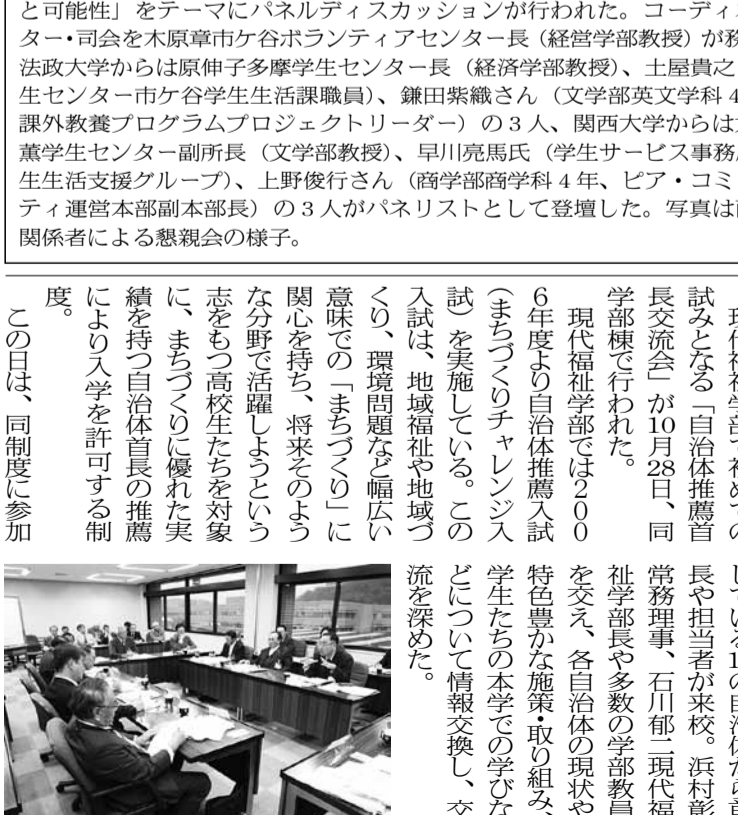 と可能性」をテーマにパネルディスカッションが行われた。コーディネ
ター・司会を木原章市ケ谷ボランティアセンター長（経営学部教授）が務
法政大学からは原伸子多摩学生センター長（経済学部教授）、土屋貴之
生センター市ケ谷学生生活課職員）、鎌田紫織さん（文学部英文学科4
課外教養プログラムプロジェクトリーダー）の3人、関西大学からは
薫学生センター副所長（文学部教授）、早川亮馬氏（学生サービス事務
生生活支援グループ）、上野俊行さん（商学部商学科4年、ピア・コミ
ティ運営本部副本部長）の3人がパネリストとして登壇した。写真は
関係者による懇親会の様子。
現代福祉学部で初めての
試みとなる「自治体推薦首
長交流会」が10月28日、同
学部棟で行われた。
現代福祉学部では200
6年度より自治体推薦入試
（まちづくりチャレンジ入
試）を実施している。この
入試は、地域福祉や地域づ
くり、環境問題など幅広い
意味での「まちづくり」に
関心を持ち、将来そのよう
な分野で活躍しようという
志をもつ高校生たちを対象
に、まちづくりに優れた実
績を持つ自治体首長の推薦
により入学を許可する制
度。
この日は、同制度に参加
している1の自治体から首
長や担当者が来校。浜村彰
常務理事、石川郁二現代福
祉学部長や多数の学部教員
を交え、各自治体の現状や
特色豊かな施策・取り組み、
学生たちの本学での学びな
どについて情報交換し、交
流を深めた。